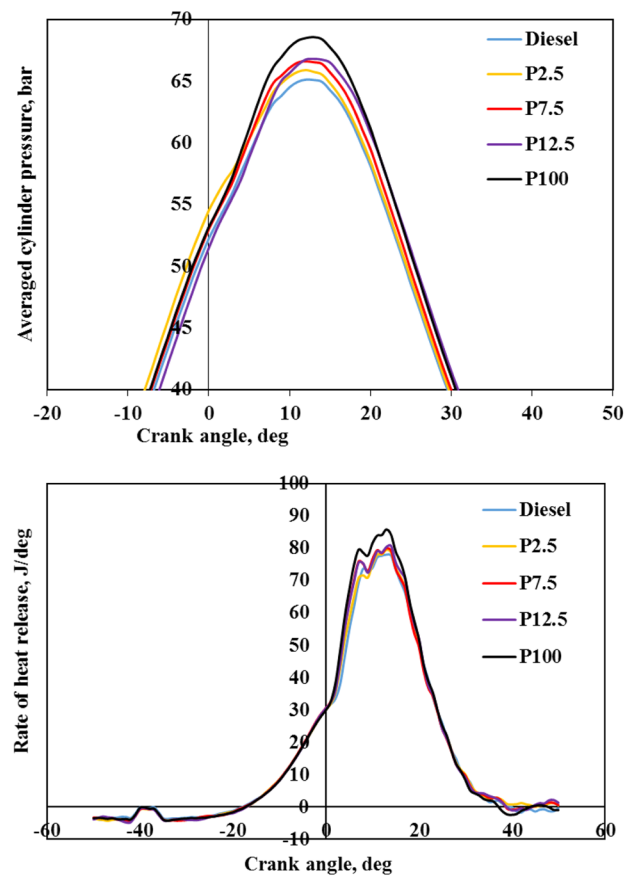 70
65
60
55
50
45
40
Averaged cylinder pressure, bar
Diesel
P2.5
P7.5
P12.5
P100
-20 -10 0 10 20 30 40 50
Crank angle, deg
100
90
80
70
60
50
40
30
20
10
0
-10
Rate of heat release, J/deg
Diesel
P2.5
P7.5
P12.5
P100
-60 -40 -20 0 20 40 60
Crank angle, deg